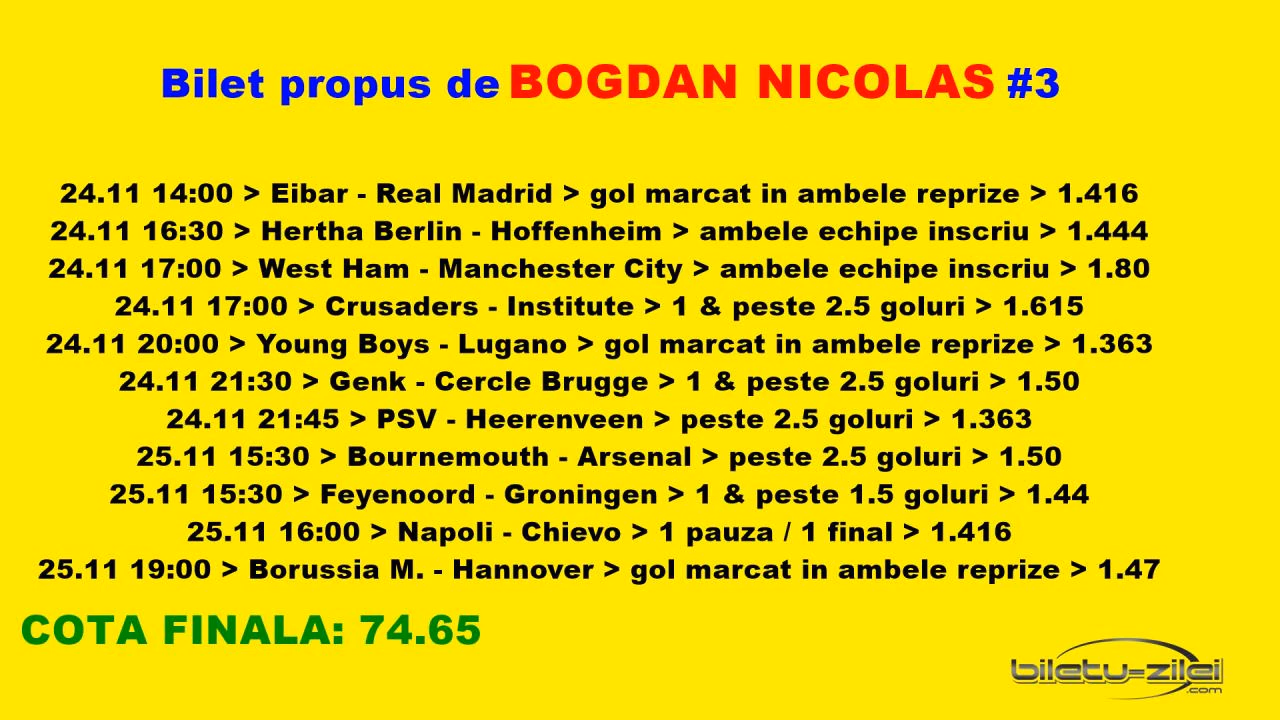 Bilet propus de BOGDAN NICOLAS #3
24.11 14:00 > Eibar - Real Madrid > gol marcat in ambele reprize > 1.416
24.11 16:30 > Hertha Berlin - Hoffenheim > ambele echipe inscriu > 1.444
24.11 17:00 > West Ham - Manchester City > ambele echipe inscriu > 1.80
24.11 17:00 > Crusaders - Institute > 1 & peste 2.5 goluri > 1.615
24.11 20:00 > Young Boys - Lugano > gol marcat in ambele reprize > 1.363
24.11 21:30 > Genk - Cercle Brugge > 1 & peste 2.5 goluri > 1.50
24.11 21:45 > PSV - Heerenveen > peste 2.5 goluri > 1.363
25.11 15:30 > Bournemouth - Arsenal > peste 2.5 goluri > 1.50
25.11 15:30 > Feyenoord - Groningen > 1 & peste 1.5 goluri > 1.44
25.11 16:00 > Napoli - Chievo > 1 pauza / 1 final > 1.416
25.11 19:00 > Borussia M. - Hannover > gol marcat in ambele reprize > 1.47
COTA FINALA: 74.65
biletu-zilei
.com